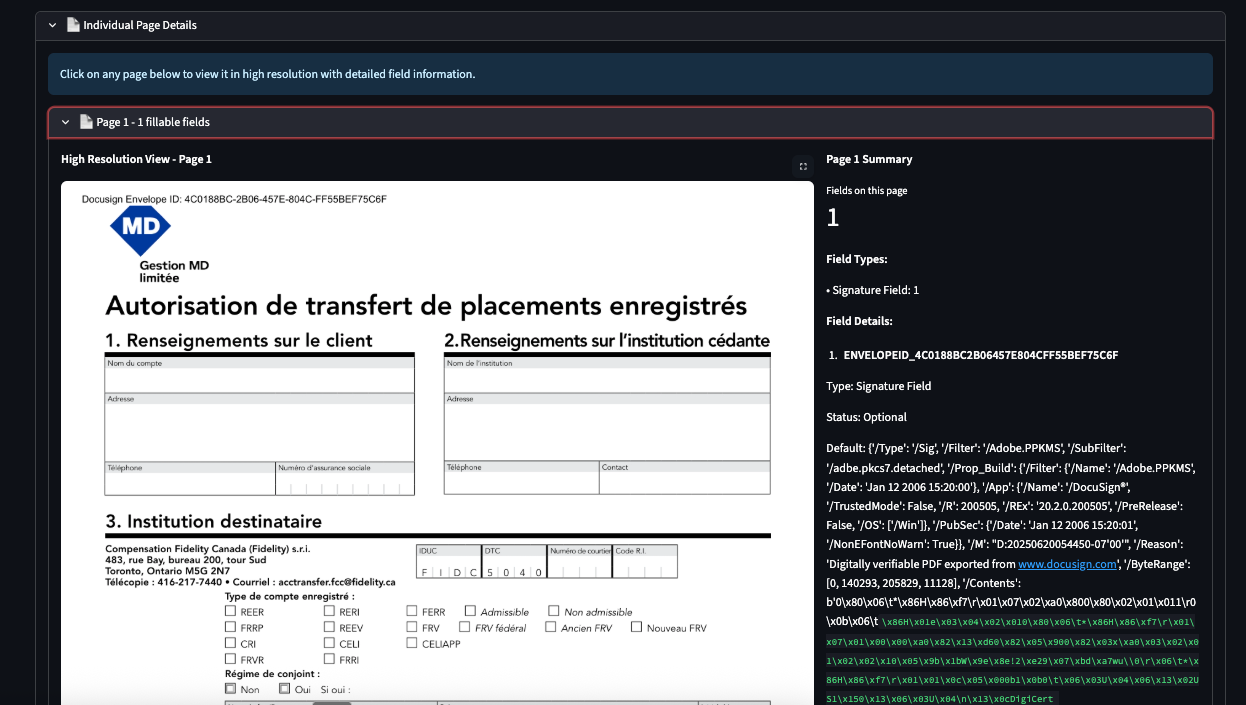 Individual Page Details
Click on any page below to view it in high resolution with detailed field information.
Page 1 - 1 fillable fields
High Resolution View - Page 1
Docusign Envelope ID: 4C0188BC-2B06-457E-804C-FF55BEF75C6F
MD
Gestion MD
limitée
Autorisation de transfert de placements enregistrés
1. Renseignements sur le client
Nom du compte
Adresse
Téléphone
Numéro d'assurance sociale
2.Renseignements sur l'institution cédante
Nom de l'institution
Adresse
Téléphone
Contact
3. Institution destinataire
Compensation Fidelity Canada (Fidelity) s.r.i.
483, rue Bay, bureau 200, tour Sud
Toronto, Ontario M5G 2N7
Télécopie : 416-217-7440 • Courriel : acctransfer.fcc@fidelity.ca
IDUC
F I D C
DTC
5 0 4 0
Numéro de courtier
Code R.I.
Type de compte enregistré :
REER RERI FERR Admissible Non admissible
FRRP REEV FRV FRV fédéral Ancien FRV Nouveau FRV
CRI CELI CELIAPP
FRVR FRRI
Régime de conjoint :
Non Oui Si oui :
Page 1 Summary
Fields on this page
1
Field Types:
• Signature Field: 1
Field Details:
1. ENVELOPEID_4C0188BC2B06457E804CFF55BEF75C6F
Type: Signature Field
Status: Optional
Default: {'/Type': '/Sig', '/Filter': '/Adobe.PPKMS', '/SubFilter':
'/adbe.pkcs7.detached', '/Prop_Build': {'/Filter': {'/Name': '/Adobe.PPKMS',
'/Date': 'Jan 12 2006 15:20:00'}, '/App': {'/Name': '/DocuSign®',
'/TrustedMode': False, '/R': 200505, '/REx': '20.2.0.200505', '/PreRelease':
False, '/OS': ['/Win']}, '/PubSec': {'/Date': 'Jan 12 2006 15:20:01',
'/NonEFontNoWarn': True}}, '/M': "D:20250620054450-07'00'", '/Reason':
'Digitally verifiable PDF exported from www.docusign.com', '/ByteRange':
[0, 140293, 205829, 11128], '/Contents':
b'0\x80\x06\t*\x86H\x86\xf7\r\x01\x07\x02\xa0\x800\x80\x02\x01\x011\r0
\x0b\x06\t \x86H\x01e\x03\x04\x02\x010\x80\x06\t*\x86H\x86\xf7\r\x01\
x07\x01\x00\x00\xa0\x82\x13\xd60\x82\x05\x900\x82\x03x\xa0\x03\x02\x0
1\x02\x02\x10\x05\x9b\x1bW\x9e\x8e!2\xe29\x07\xbd\xa7wu\\0\r\x06\t*\x
86H\x86\xf7\r\x01\x01\x0c\x05\x000b1\x0b0\t\x06\x03U\x04\x06\x13\x02U
S1\x150\x13\x06\x03U\x04\n\x13\x0cDigiCert